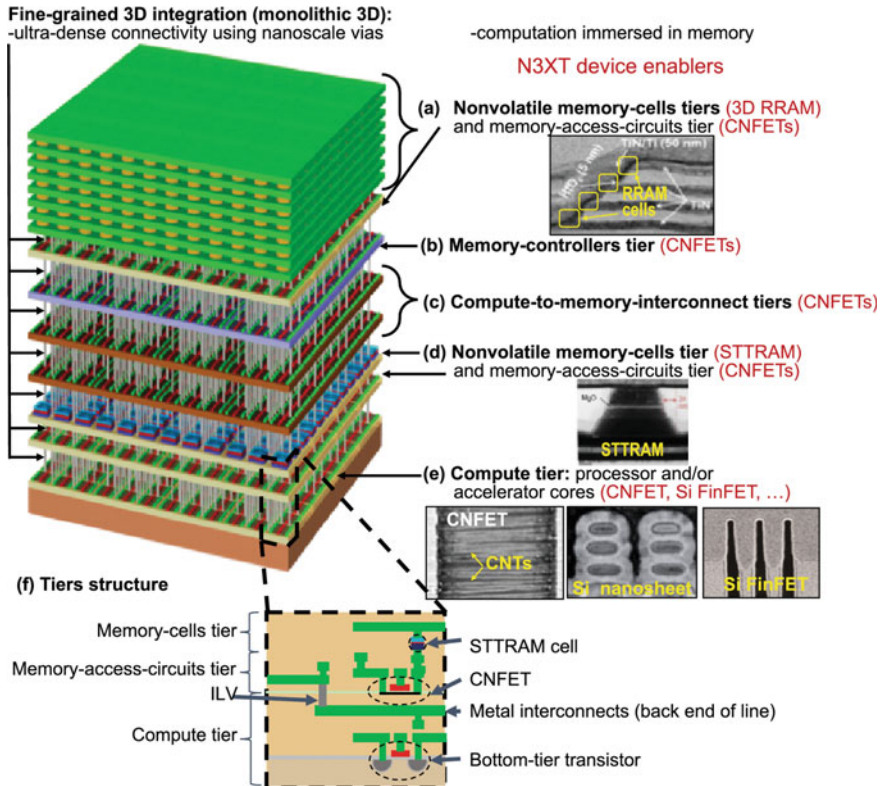 Fine-grained 3D integration (monolithic 3D):
-ultra-dense connectivity using nanoscale vias
-computation immersed in memory
N3XT device enablers
(a) Nonvolatile memory-cells tiers (3D RRAM)
and memory-access-circuits tier (CNFETs)
TiN/Ti (50 nm)
(5 nm)
RRAM
cells
TiN
(b) Memory-controllers tier (CNFETs)
(c) Compute-to-memory-interconnect tiers (CNFETs)
(d) Nonvolatile memory-cells tier (STTRAM)
and memory-access-circuits tier (CNFETs)
MgO
STTRAM
(e) Compute tier: processor and/or
accelerator cores (CNFET, Si FinFET, ...)
CNFET
CNTs
Si nanosheet
Si FinFET
(f) Tiers structure
Memory-cells tier
Memory-access-circuits tier
ILV
Compute tier
STTRAM cell
CNFET
Metal interconnects (back end of line)
Bottom-tier transistor